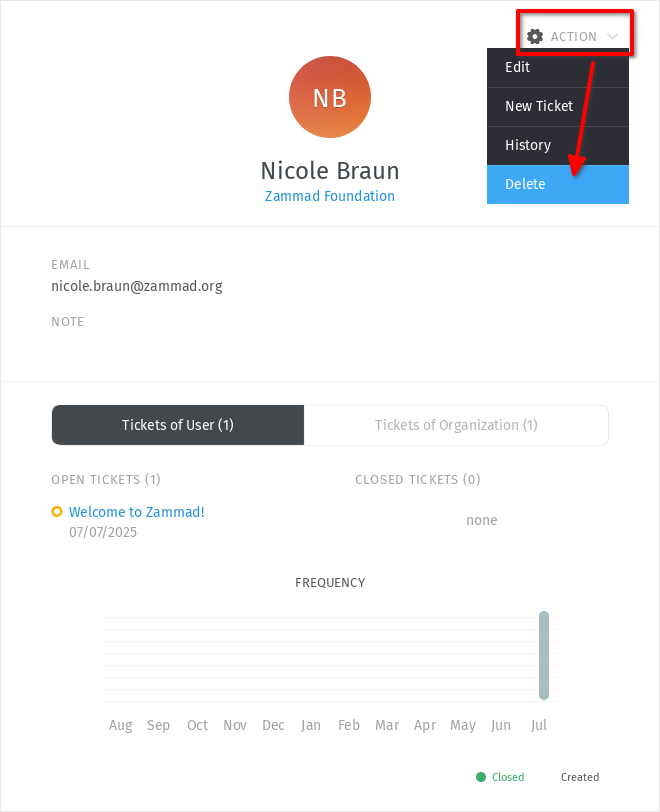 ACTION
Edit
New Ticket
History
Delete
NB
Nicole Braun
Zammad Foundation
EMAIL
nicole.braun@zammad.org
NOTE
Tickets of User (1)
Tickets of Organization (1)
OPEN TICKETS (1)
CLOSED TICKETS (0)
Welcome to Zammad!
07/07/2025
none
FREQUENCY
Aug Sep Oct Nov Dec Jan Feb Mar Apr May Jun Jul
Closed Created